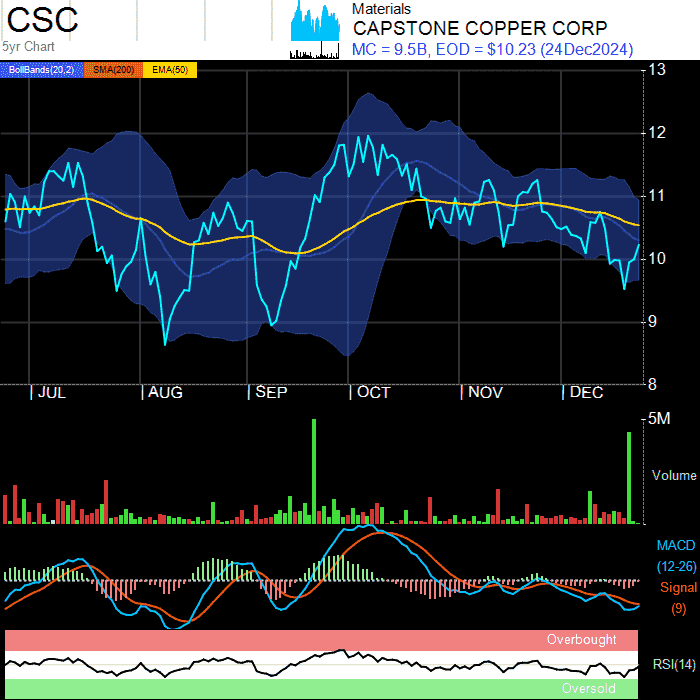 CSC
5yr Chart
Materials
CAPSTONE COPPER CORP
MC = 9.5B, EOD = $10.23 (24Dec2024)
BollBands(20,2) SMA(200) EMA(50)
13
12
11
10
9
8
JUL AUG SEP OCT NOV DEC
5M
Volume
MACD
(12-26)
Signal
(9)
Overbought
RSI(14)
Oversold